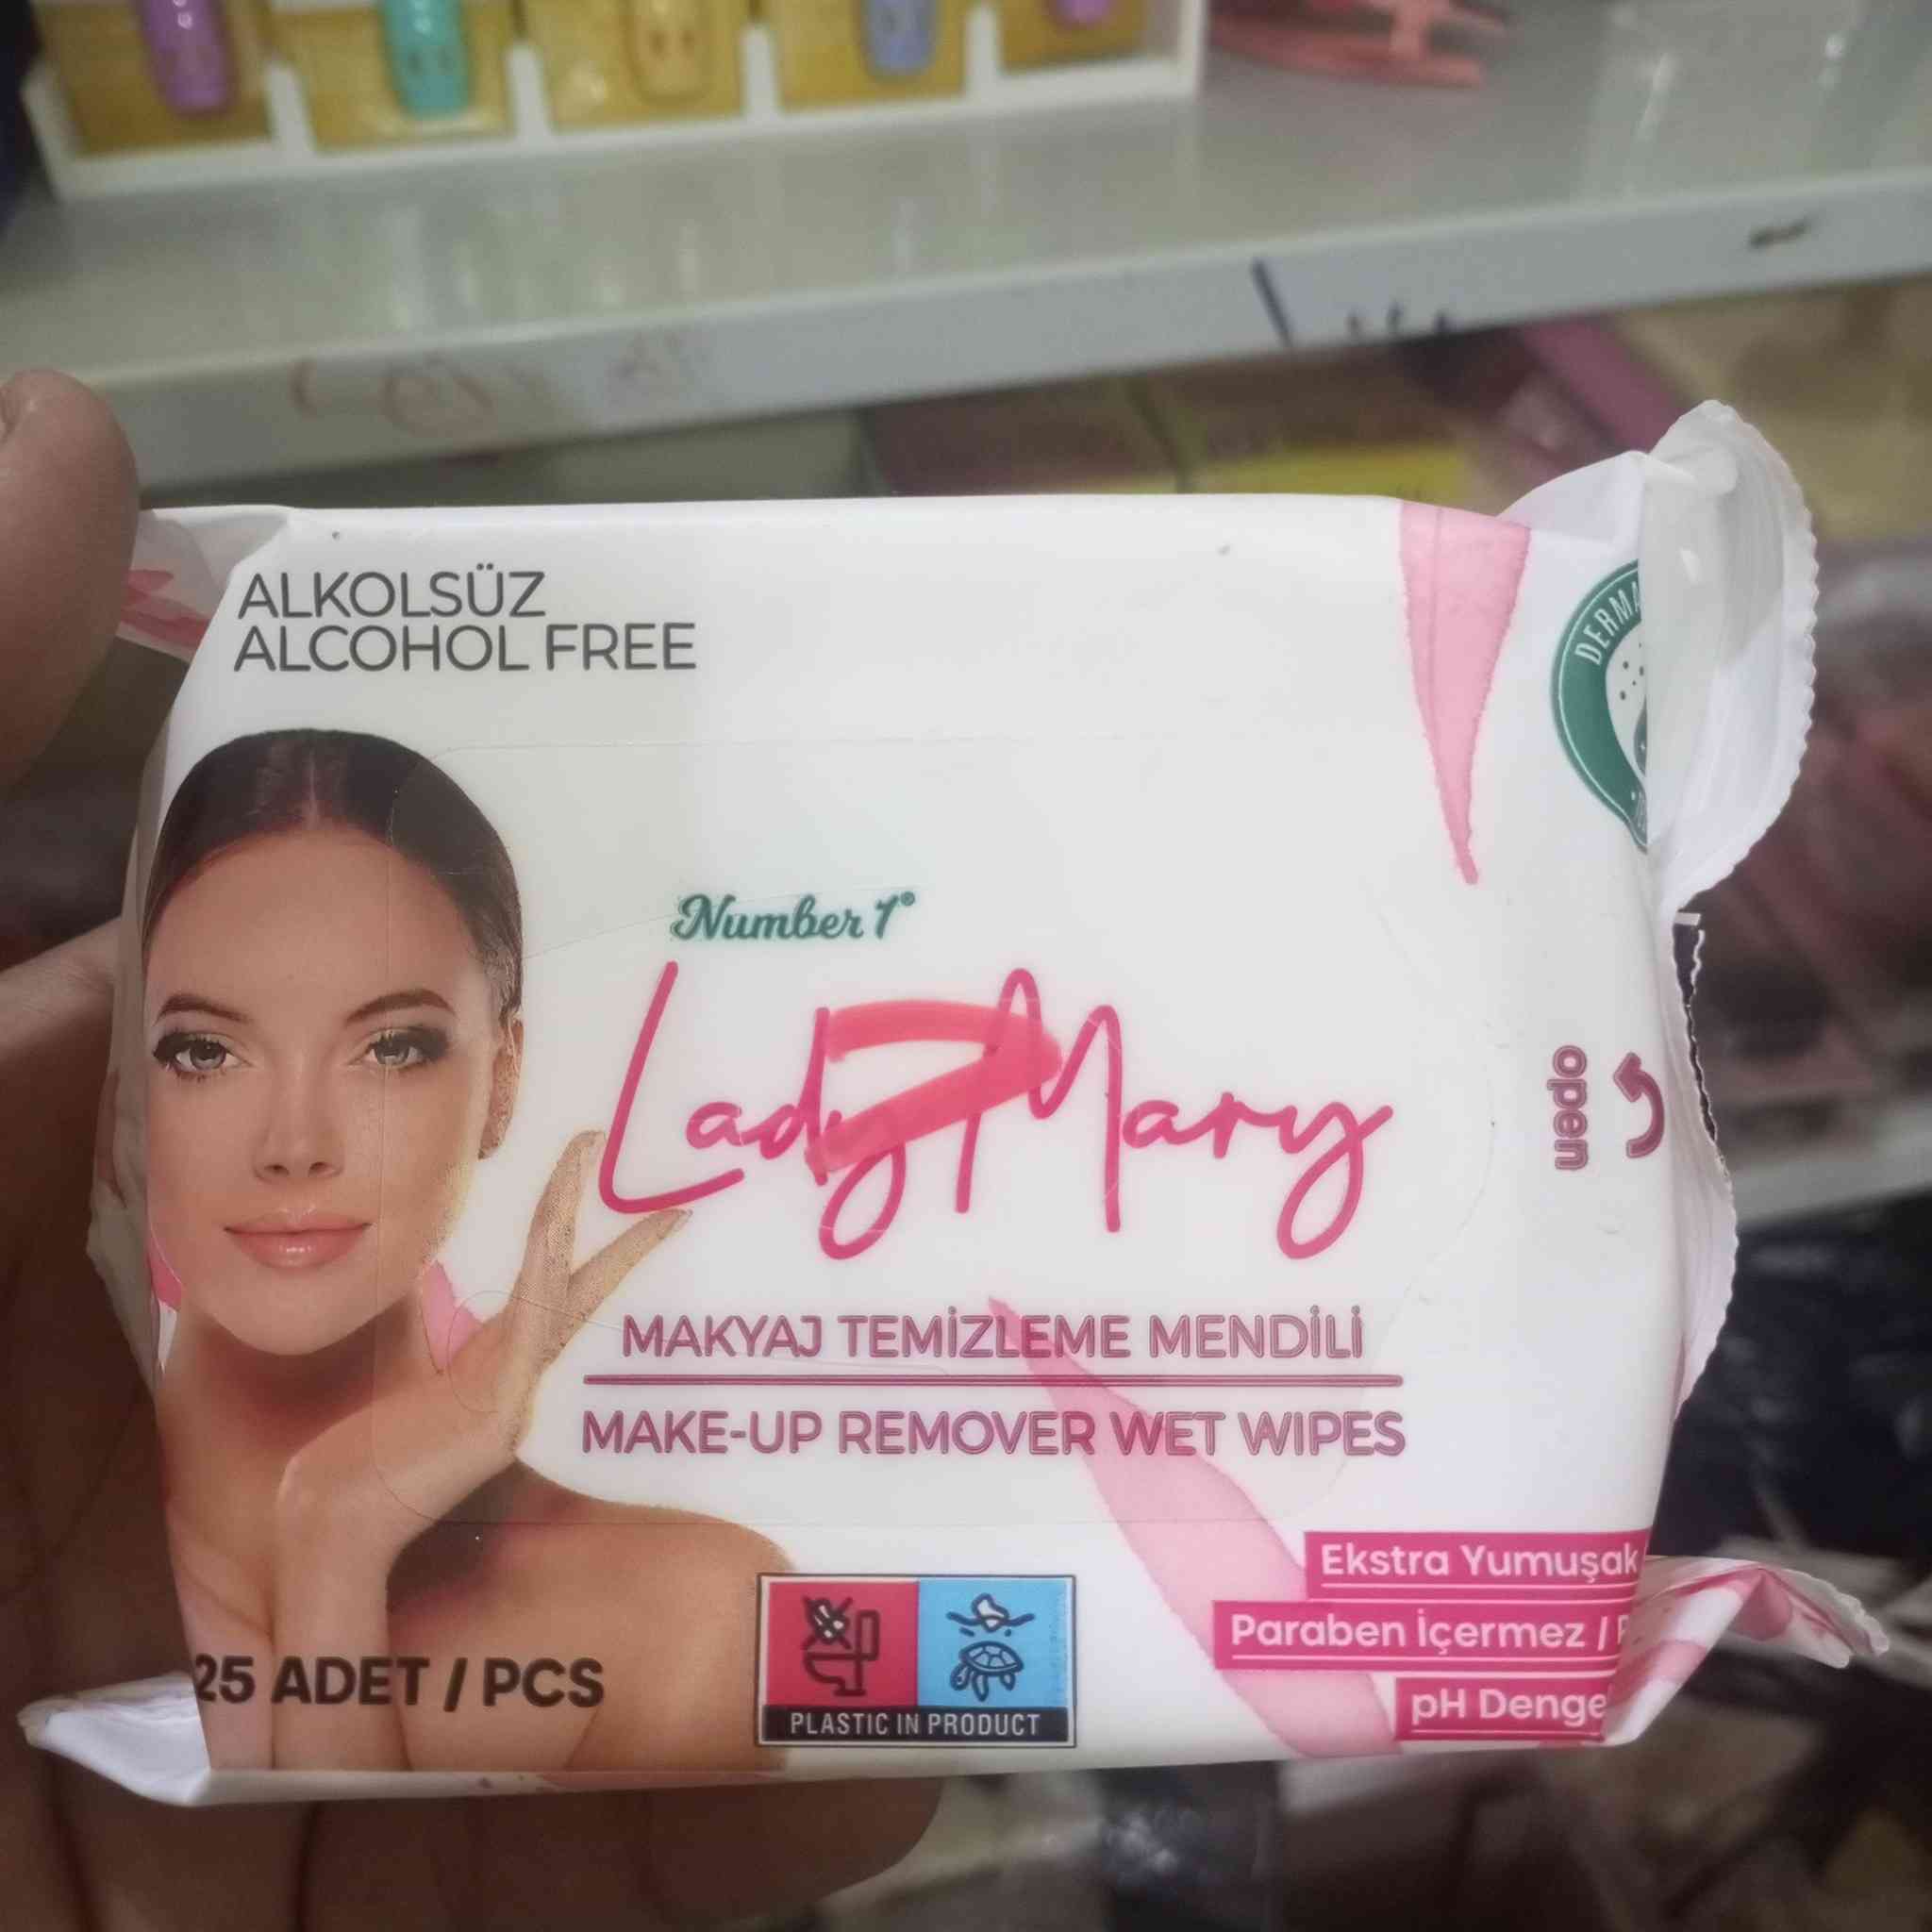 ALKOLSÜZ
ALCOHOL FREE
Number 1
Lady Mary
MAKYAJ TEMİZLEME MENDİLİ
MAKE-UP REMOVER WET WIPES
open
Ekstra Yumuşak
Paraben İçermez /
pH Denge
25 ADET / PCS
PLASTIC IN PRODUCT